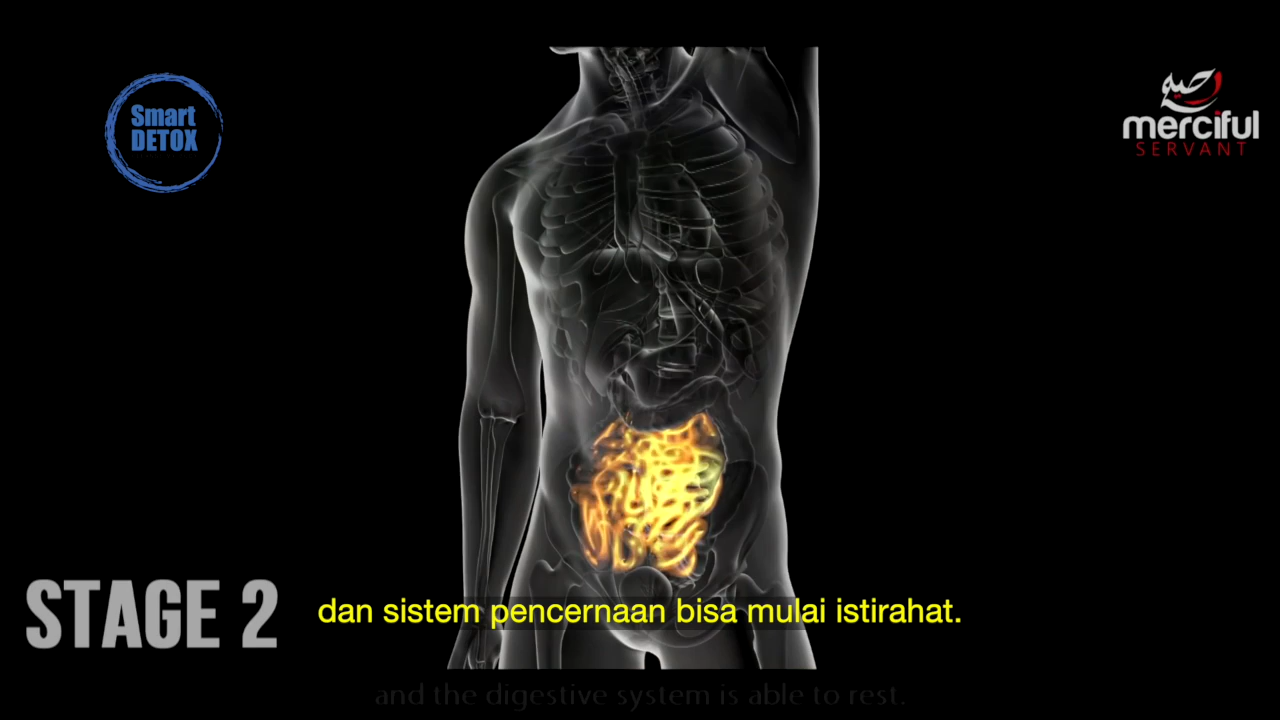 Smart
DETOX
رحيم
merciful
SERVANT
STAGE 2
dan sistem pencernaan bisa mulai istirahat.
and the digestive system is able to rest.